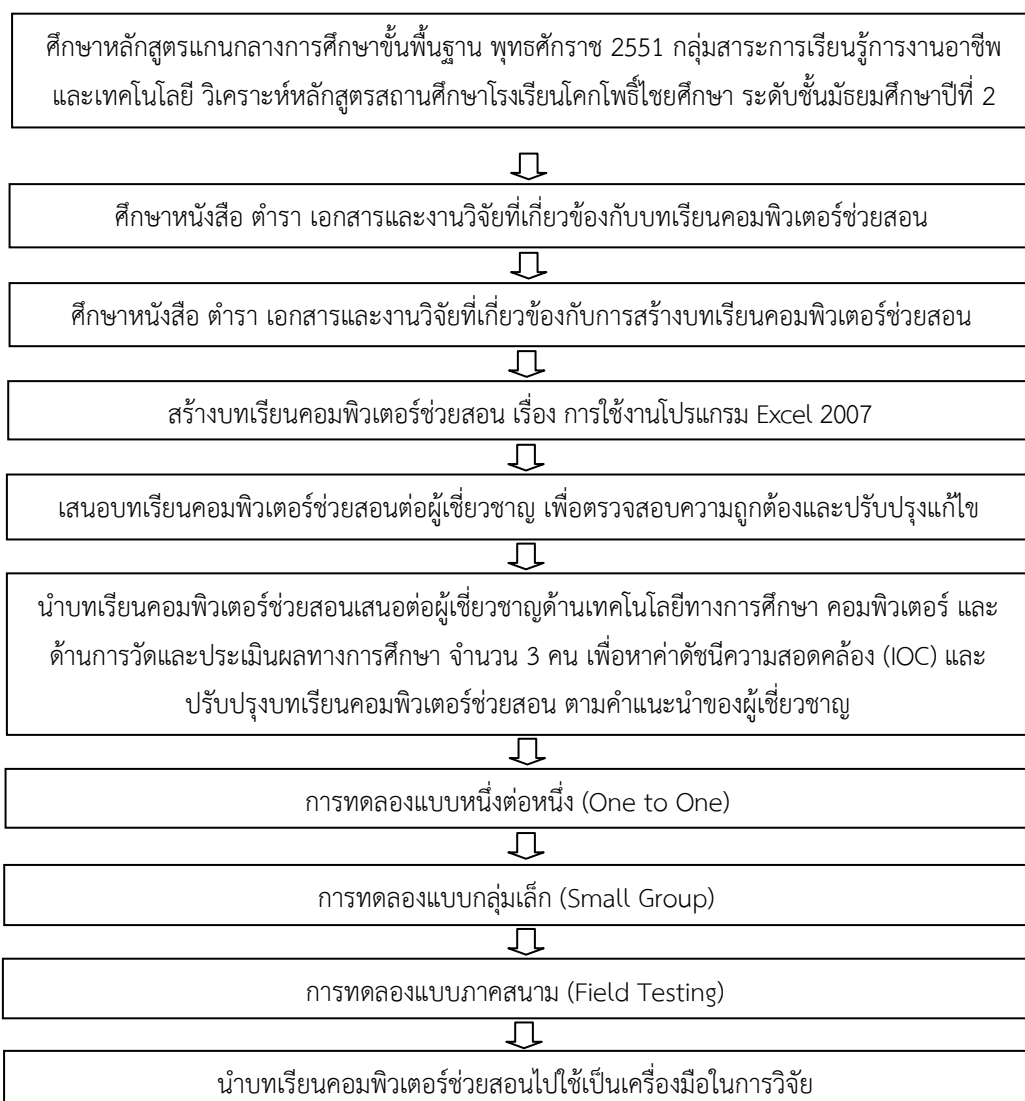 ศึกษาหลักสูตรแกนกลางการศึกษาขั้นพื้นฐาน พุทธศักราช 2551 กลุ่มสาระการเรียนรู้การงานอาชีพ
และเทคโนโลยี วิเคราะห์หลักสูตรสถานศึกษาโรงเรียนโคกโพธิ์ไชยศึกษา ระดับชั้นมัธยมศึกษาปีที่ 2
ศึกษาหนังสือ ตำรา เอกสารและงานวิจัยที่เกี่ยวข้องกับบทเรียนคอมพิวเตอร์ช่วยสอน
ศึกษาหนังสือ ตำรา เอกสารและงานวิจัยที่เกี่ยวข้องกับการสร้างบทเรียนคอมพิวเตอร์ช่วยสอน
สร้างบทเรียนคอมพิวเตอร์ช่วยสอน เรื่อง การใช้งานโปรแกรม Excel 2007
เสนอบทเรียนคอมพิวเตอร์ช่วยสอนต่อผู้เชี่ยวชาญ เพื่อตรวจสอบความถูกต้องและปรับปรุงแก้ไข
นำบทเรียนคอมพิวเตอร์ช่วยสอนเสนอต่อผู้เชี่ยวชาญด้านเทคโนโลยีทางการศึกษา คอมพิวเตอร์ และ
ด้านการวัดและประเมินผลทางการศึกษา จำนวน 3 คน เพื่อหาค่าดัชนีความสอดคล้อง (IOC) และ
ปรับปรุงบทเรียนคอมพิวเตอร์ช่วยสอน ตามคำแนะนำของผู้เชี่ยวชาญ
การทดลองแบบหนึ่งต่อหนึ่ง (One to One)
การทดลองแบบกลุ่มเล็ก (Small Group)
การทดลองแบบภาคสนาม (Field Testing)
นำบทเรียนคอมพิวเตอร์ช่วยสอนไปใช้เป็นเครื่องมือในการวิจัย